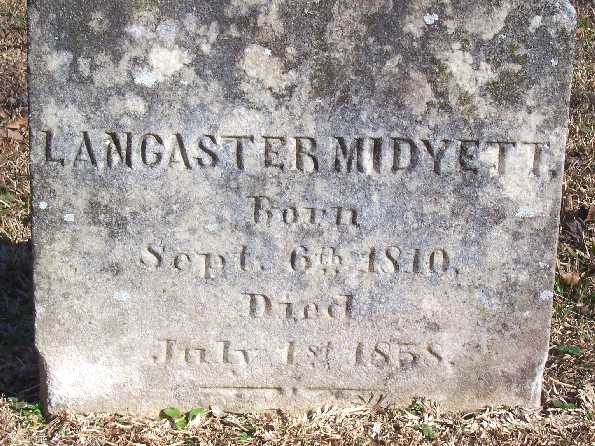 LANCASTER MIDYETT.
Born
Sept. 6th 1810.
Died
July 1st 1858.